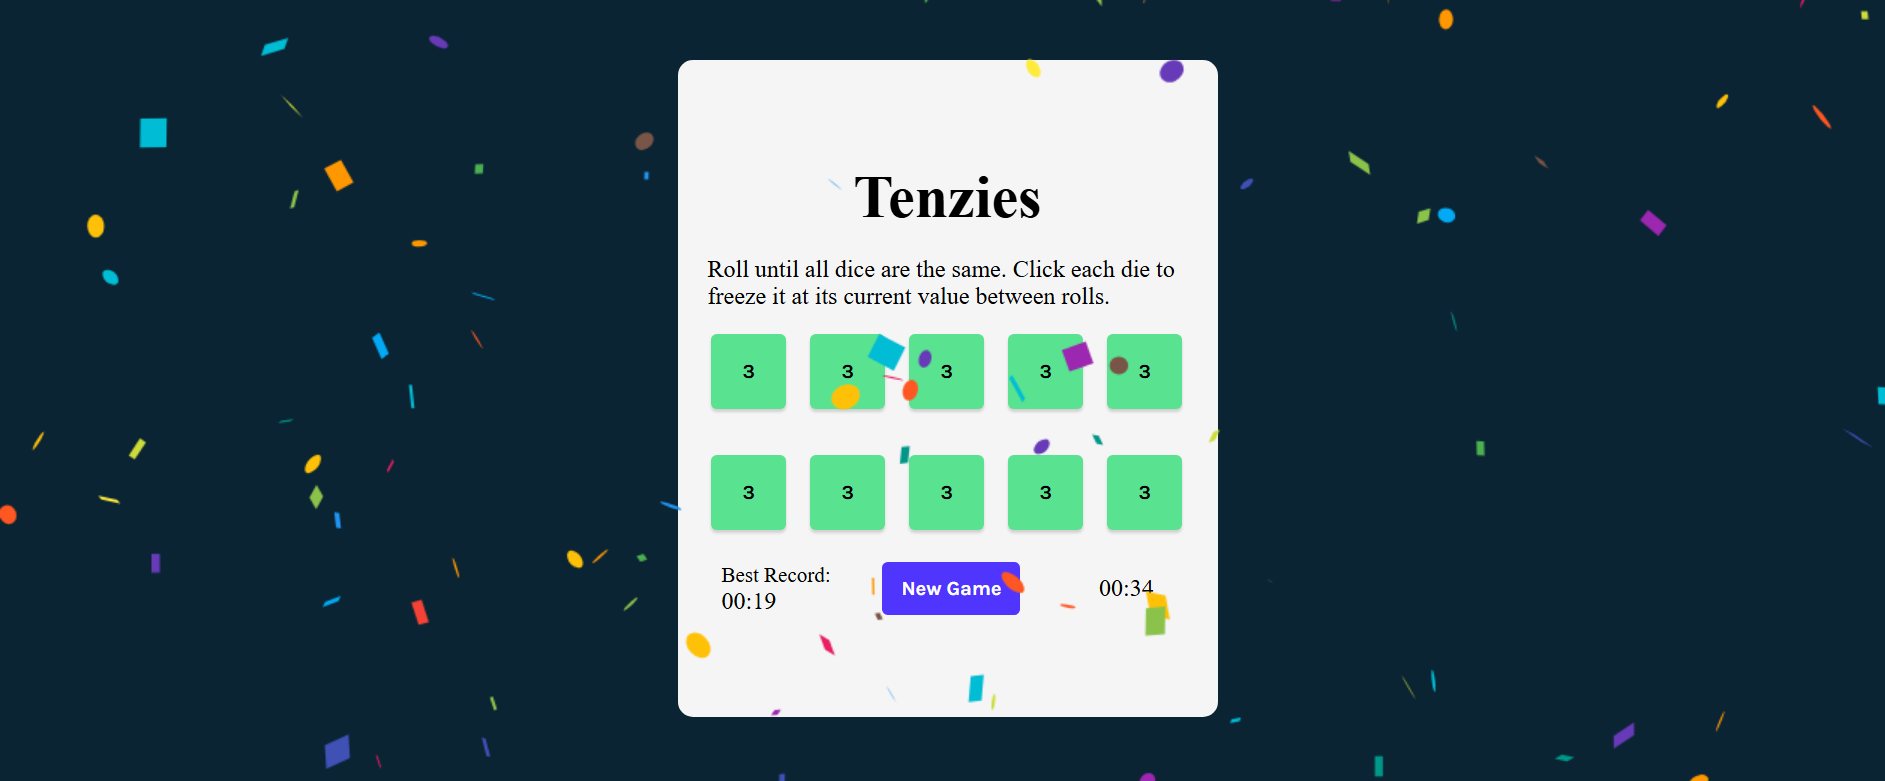 Tenzies
Roll until all dice are the same. Click each die to
freeze it at its current value between rolls.
3 3 3 3 3
3 3 3 3 3
Best Record:
00:19
New Game
00:34